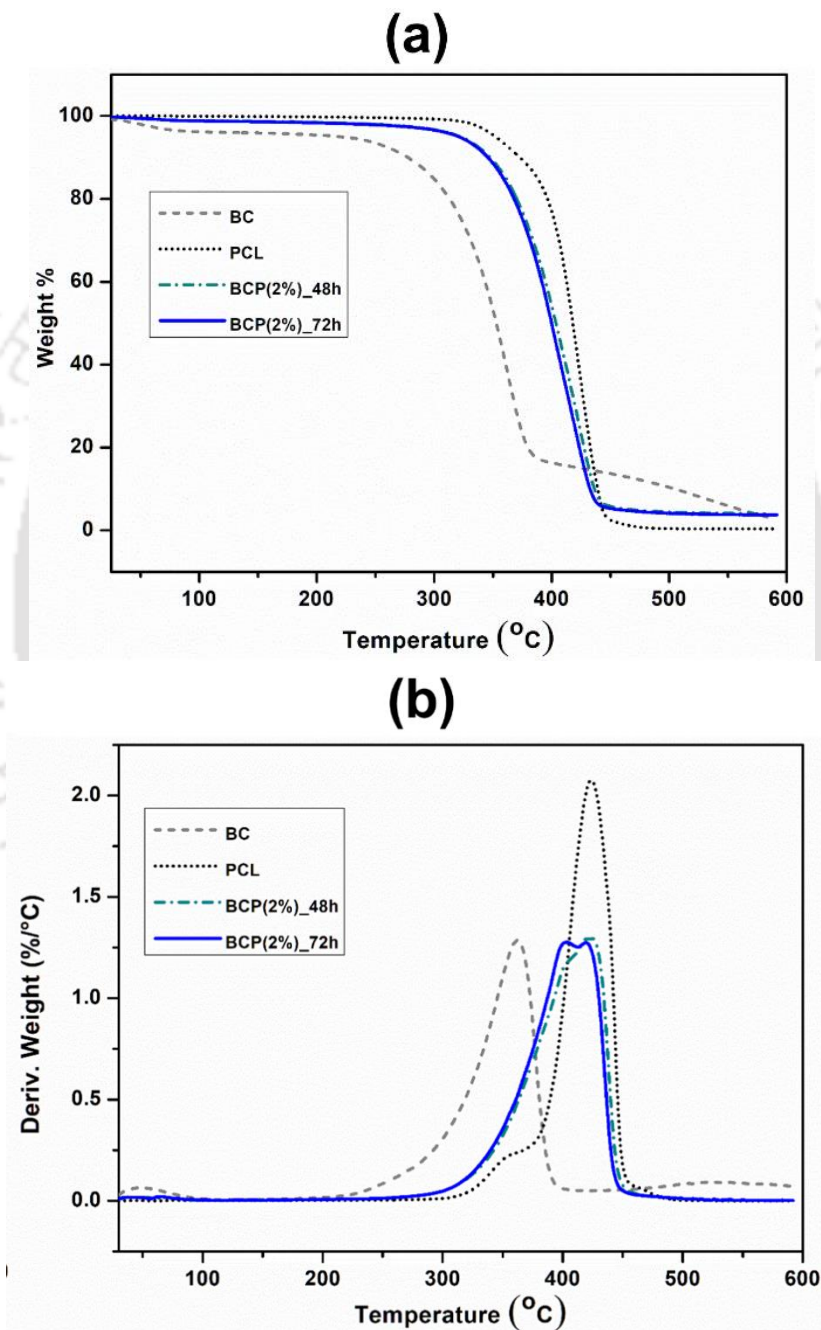 (a)
100
80
60
40
20
0
Weight %
BC
PCL
BCP(2%)_48h
BCP(2%)_72h
100
200
300
400
500
600
Temperature (°C)
(b)
2.0
1.5
1.0
0.5
0.0
Deriv. Weight (%/°C)
BC
PCL
BCP(2%)_48h
BCP(2%)_72h
100
200
300
400
500
600
Temperature (°C)